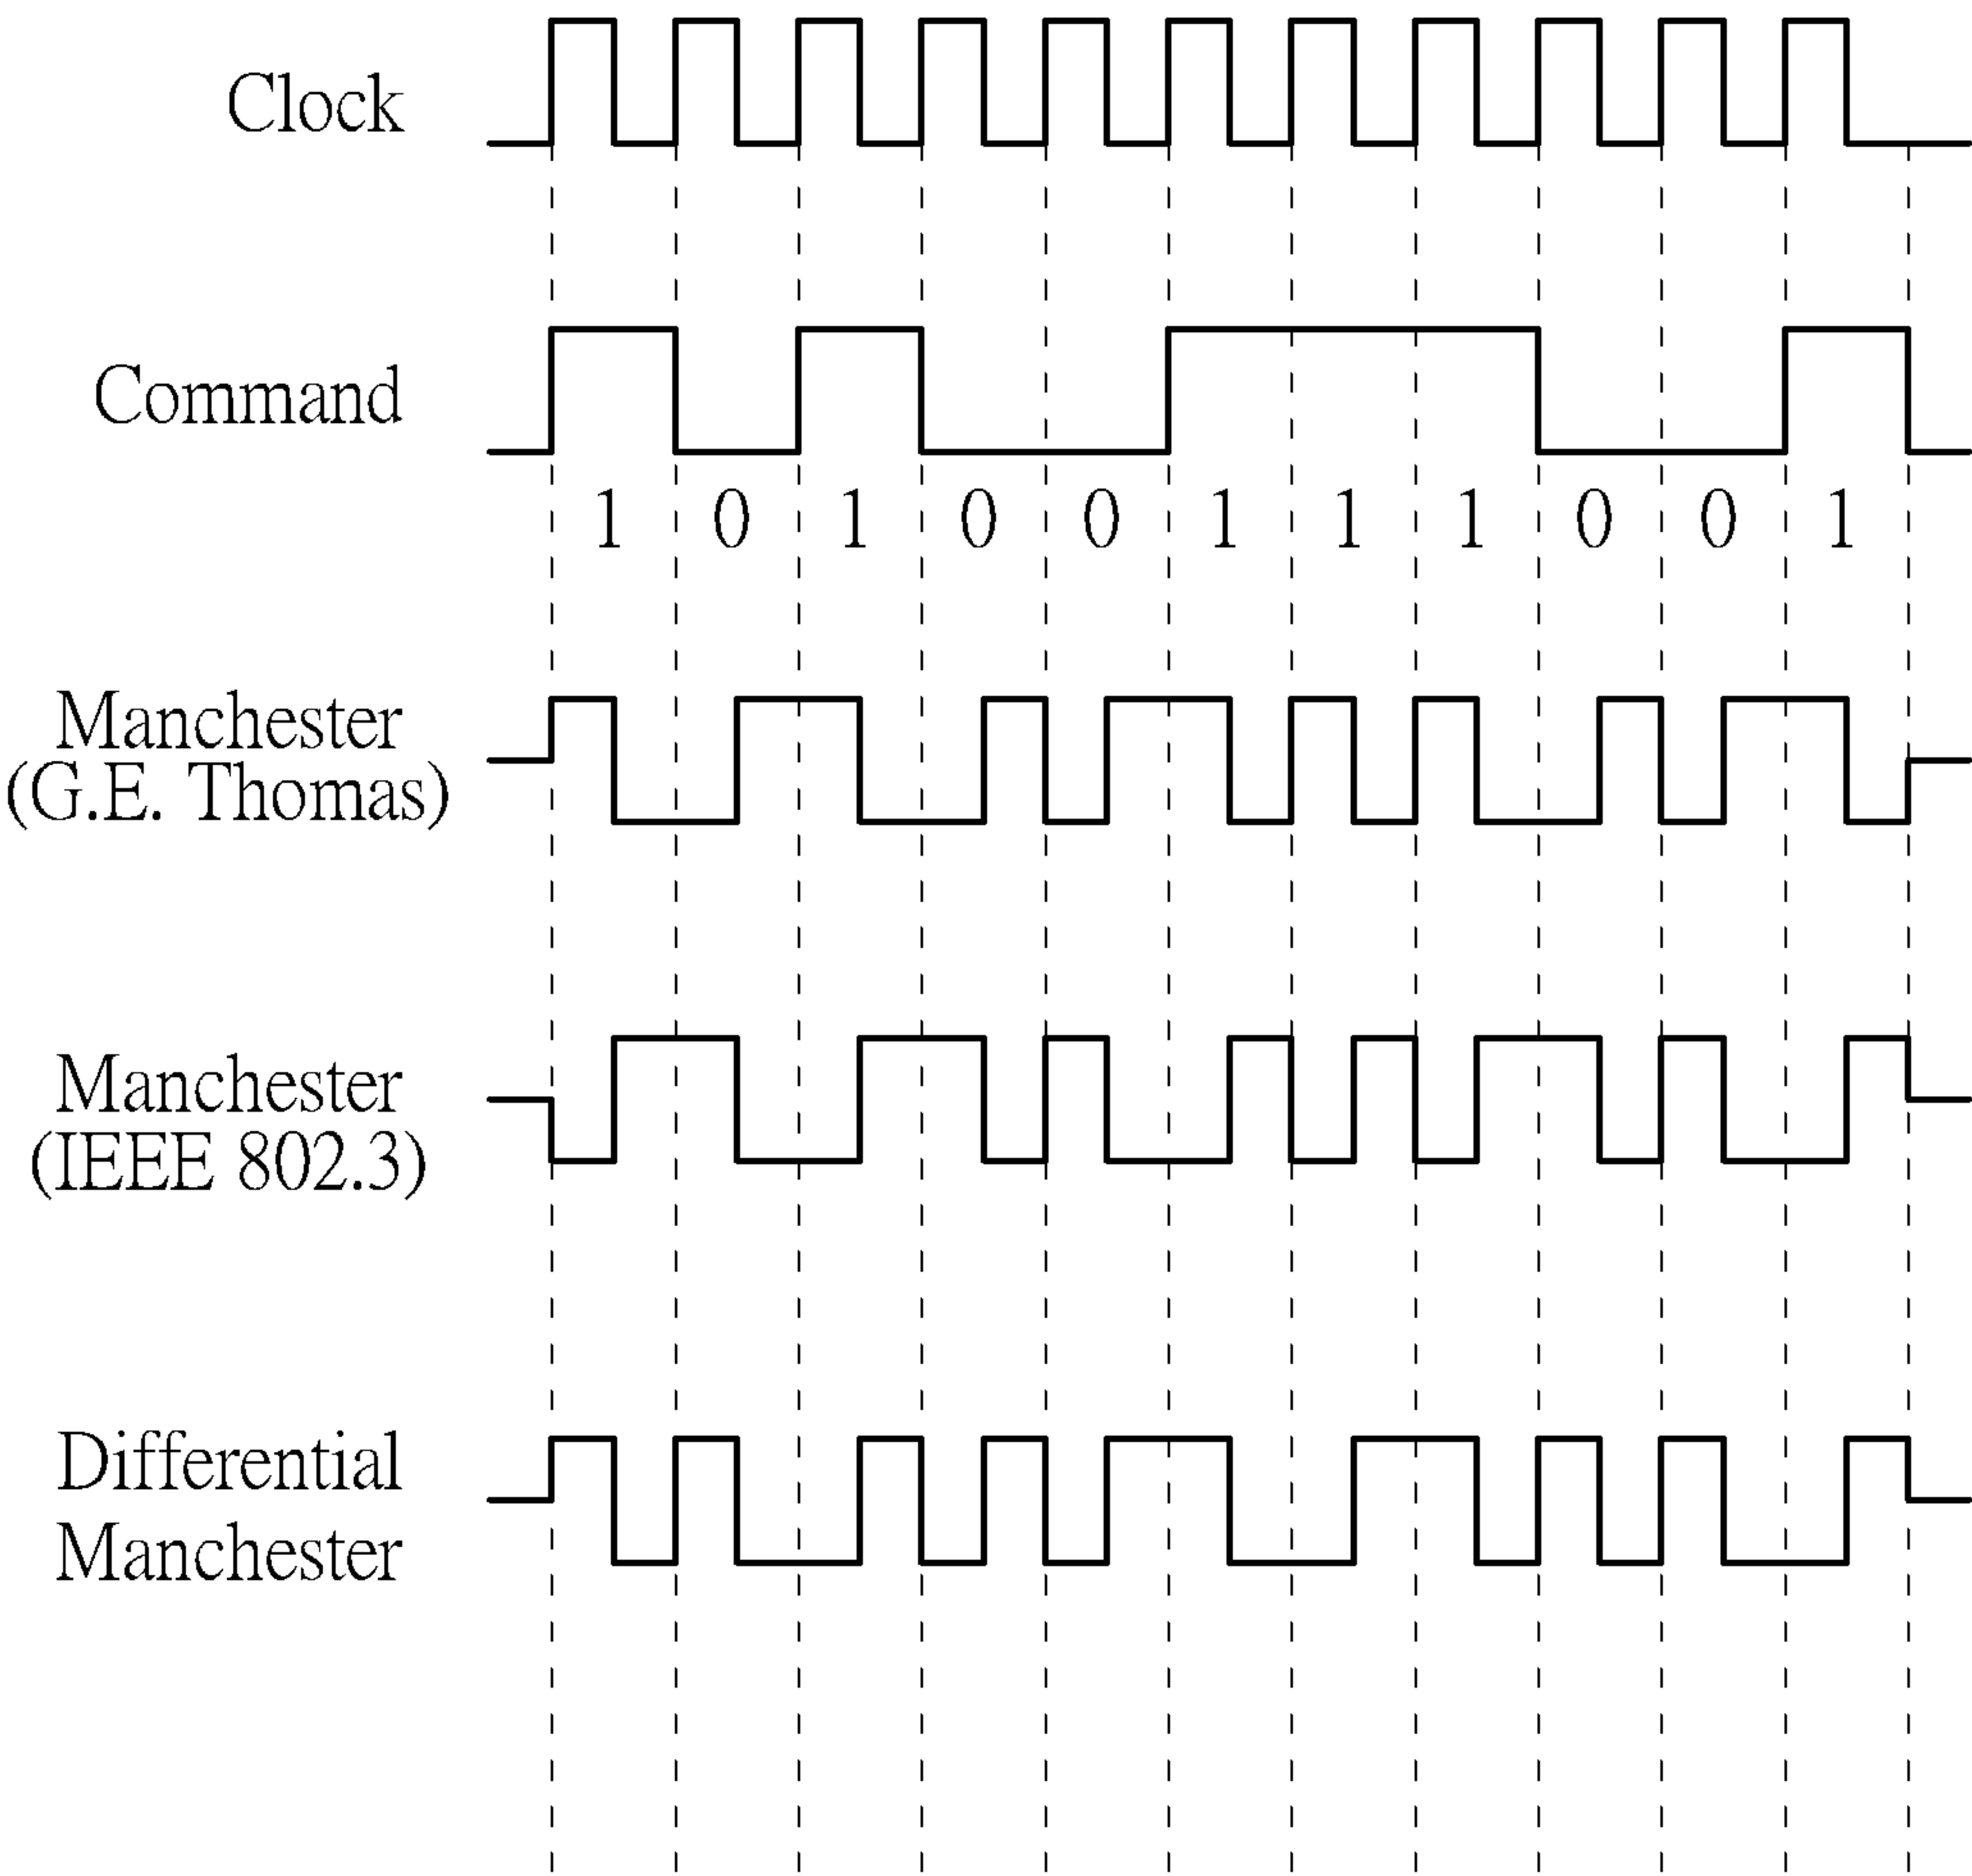 Clock
Command
1 0 1 0 0 1 1 1 0 0 1
Manchester
(G.E. Thomas)
Manchester
(IEEE 802.3)
Differential
Manchester